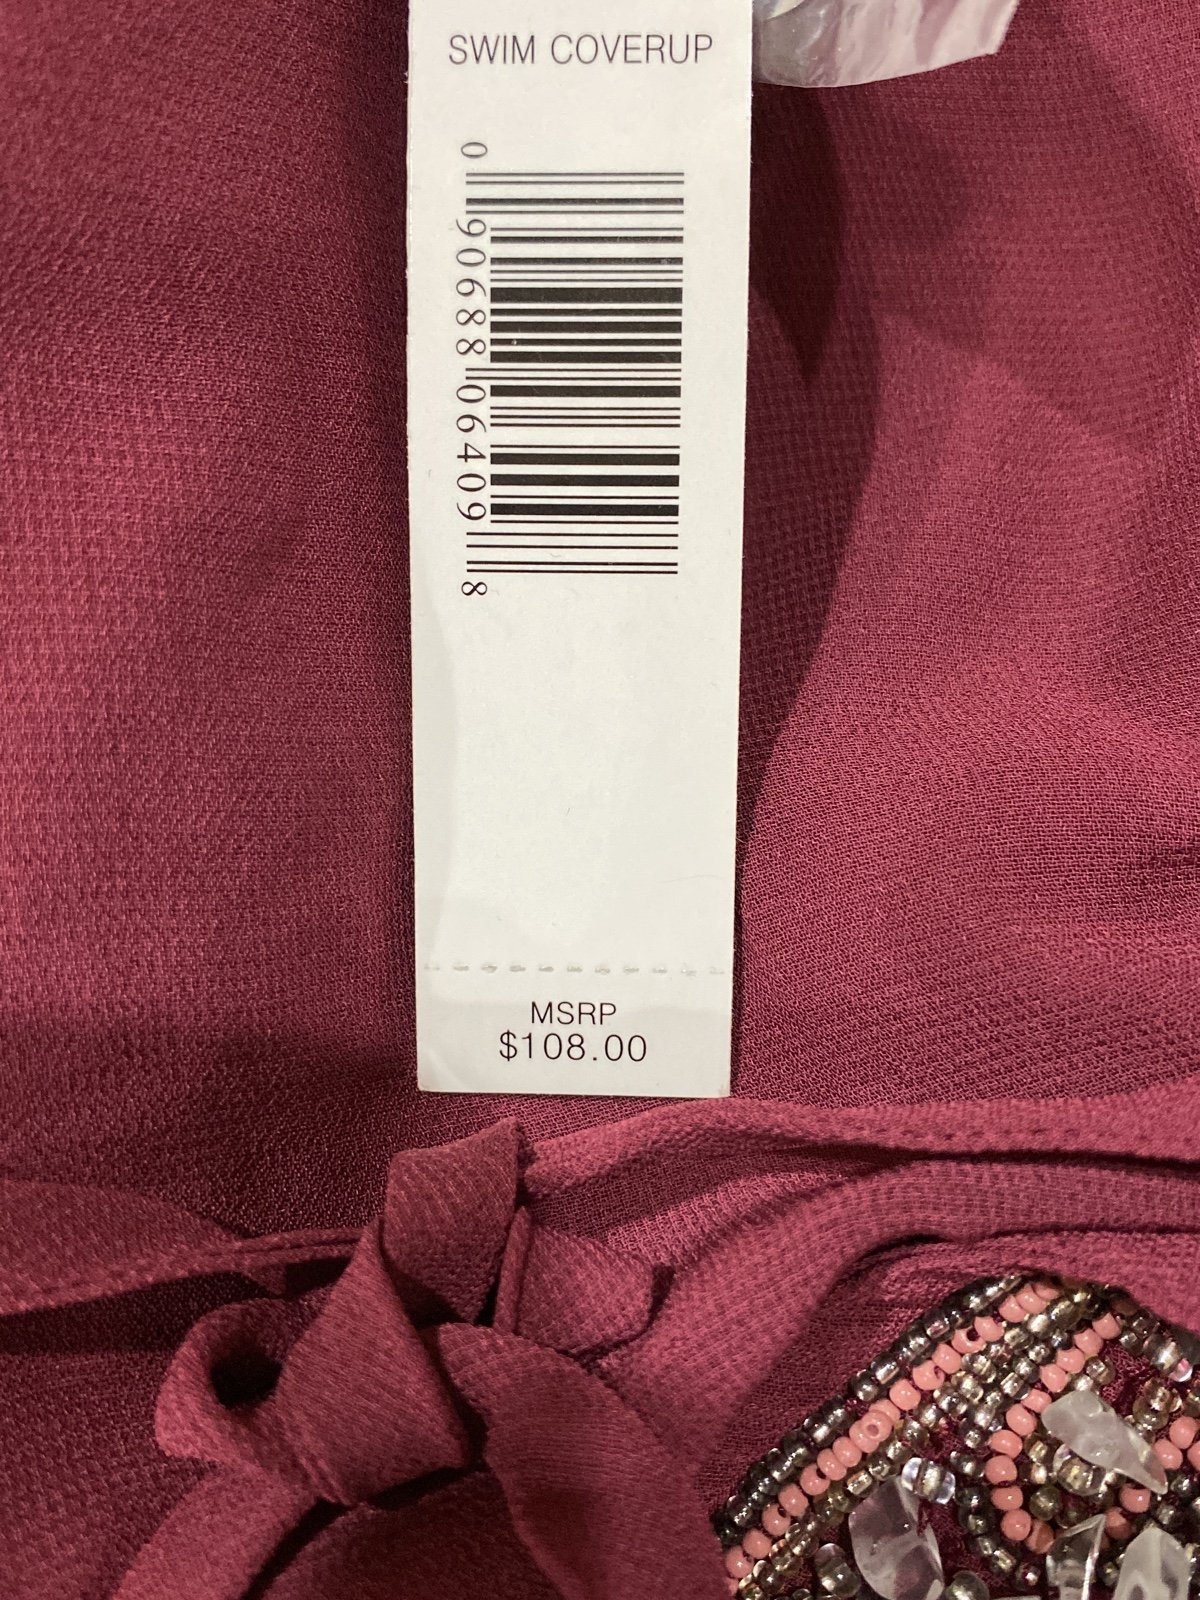 SWIM COVERUP
0 90688 06409 8
MSRP
$108.00